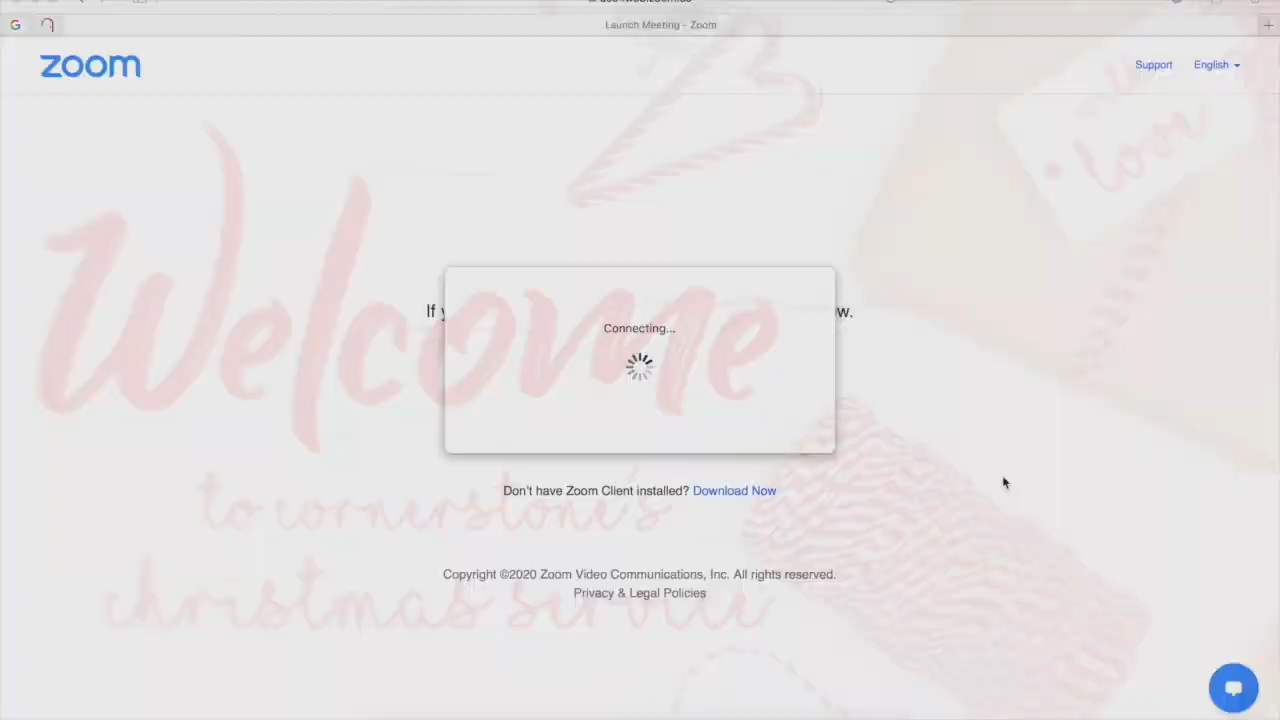 Launch Meeting – Zoom
zoom
Support
English
Welcome
If
w.
Connecting...
Don't have Zoom Client installed? Download Now
to cornerstone's
christmas service
Copyright ©2020 Zoom Video Communications, Inc. All rights reserved.
Privacy & Legal Policies